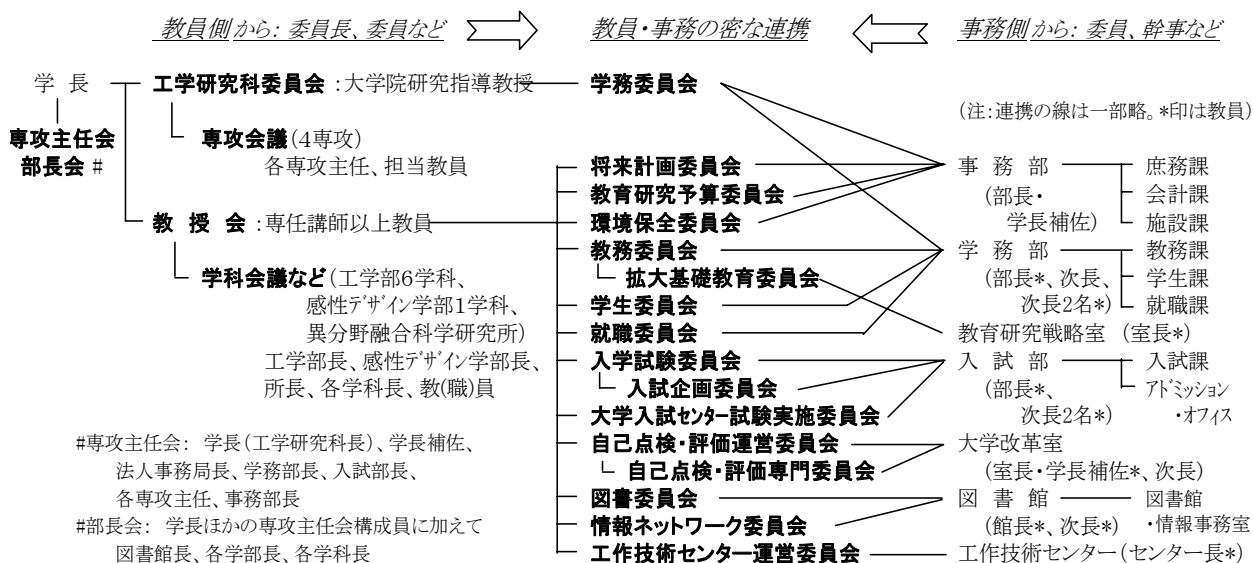 教員側から：委員長、委員など
教員・事務の密な連携
事務側から：委員、幹事など
学長
工学研究科委員会：大学院研究指導教授
学務委員会
(注：連携の線は一部略。*印は教員)
専攻主任会
部長会 #
専攻会議(4専攻)
各専攻主任、担当教員
将来計画委員会
事務部
庶務課
教育研究予算委員会
(部長・
会計課
教授会：専任講師以上教員
環境保全委員会
学長補佐)
施設課
教務委員会
学務部
教務課
学科会議など(工学部6学科、
拡大基礎教育委員会
(部長*、次長、
学生課
感性ﾃﾞｻﾞｲﾝ学部1学科、
学生委員会
次長2名*)
就職課
異分野融合科学研究所)
就職委員会
教育研究戦略室 (室長*)
工学部長、感性ﾃﾞｻﾞｲﾝ学部長、
入学試験委員会
入試部
入試課
所長、各学科長、教(職)員
入試企画委員会
(部長*、
ｱﾄﾞﾐｯｼｮﾝ
大学入試ｾﾝﾀｰ試験実施委員会
次長2名*)
・オフィス
#専攻主任会： 学長(工学研究科長)、学長補佐、
自己点検・評価運営委員会
大学改革室
法人事務局長、学務部長、入試部長、
自己点検・評価専門委員会
(室長・学長補佐*、次長)
各専攻主任、事務部長
図書委員会
図書館
図書館
#部長会： 学長ほかの専攻主任会構成員に加えて
情報ネットワーク委員会
(館長*、次長*)
・情報事務室
図書館長、各学部長、各学科長
工作技術センター運営委員会
工作技術センター(センター長*)